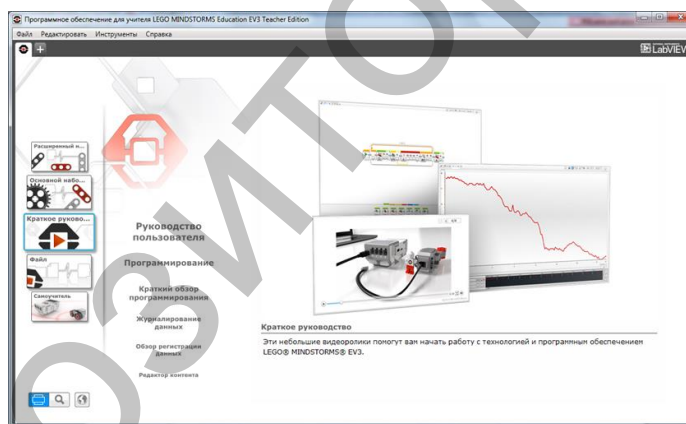 Программное обеспечение для учителя LEGO MINDSTORMS Education EV3 Teacher Edition
Файл Редактировать Инструменты Справка
LabVIEW
Расширенный н...
Основной набо...
Краткое руково...
Файл
Самоучитель
Руководство
пользователя
Программирование
Краткий обзор
программирования
Журналирование
данных
Обзор регистрации
данных
Редактор контента
Краткое руководство
Эти небольшие видеоролики помогут вам начать работу с технологией и программным обеспечением
LEGO® MINDSTORMS® EV3.
ОЗИТО